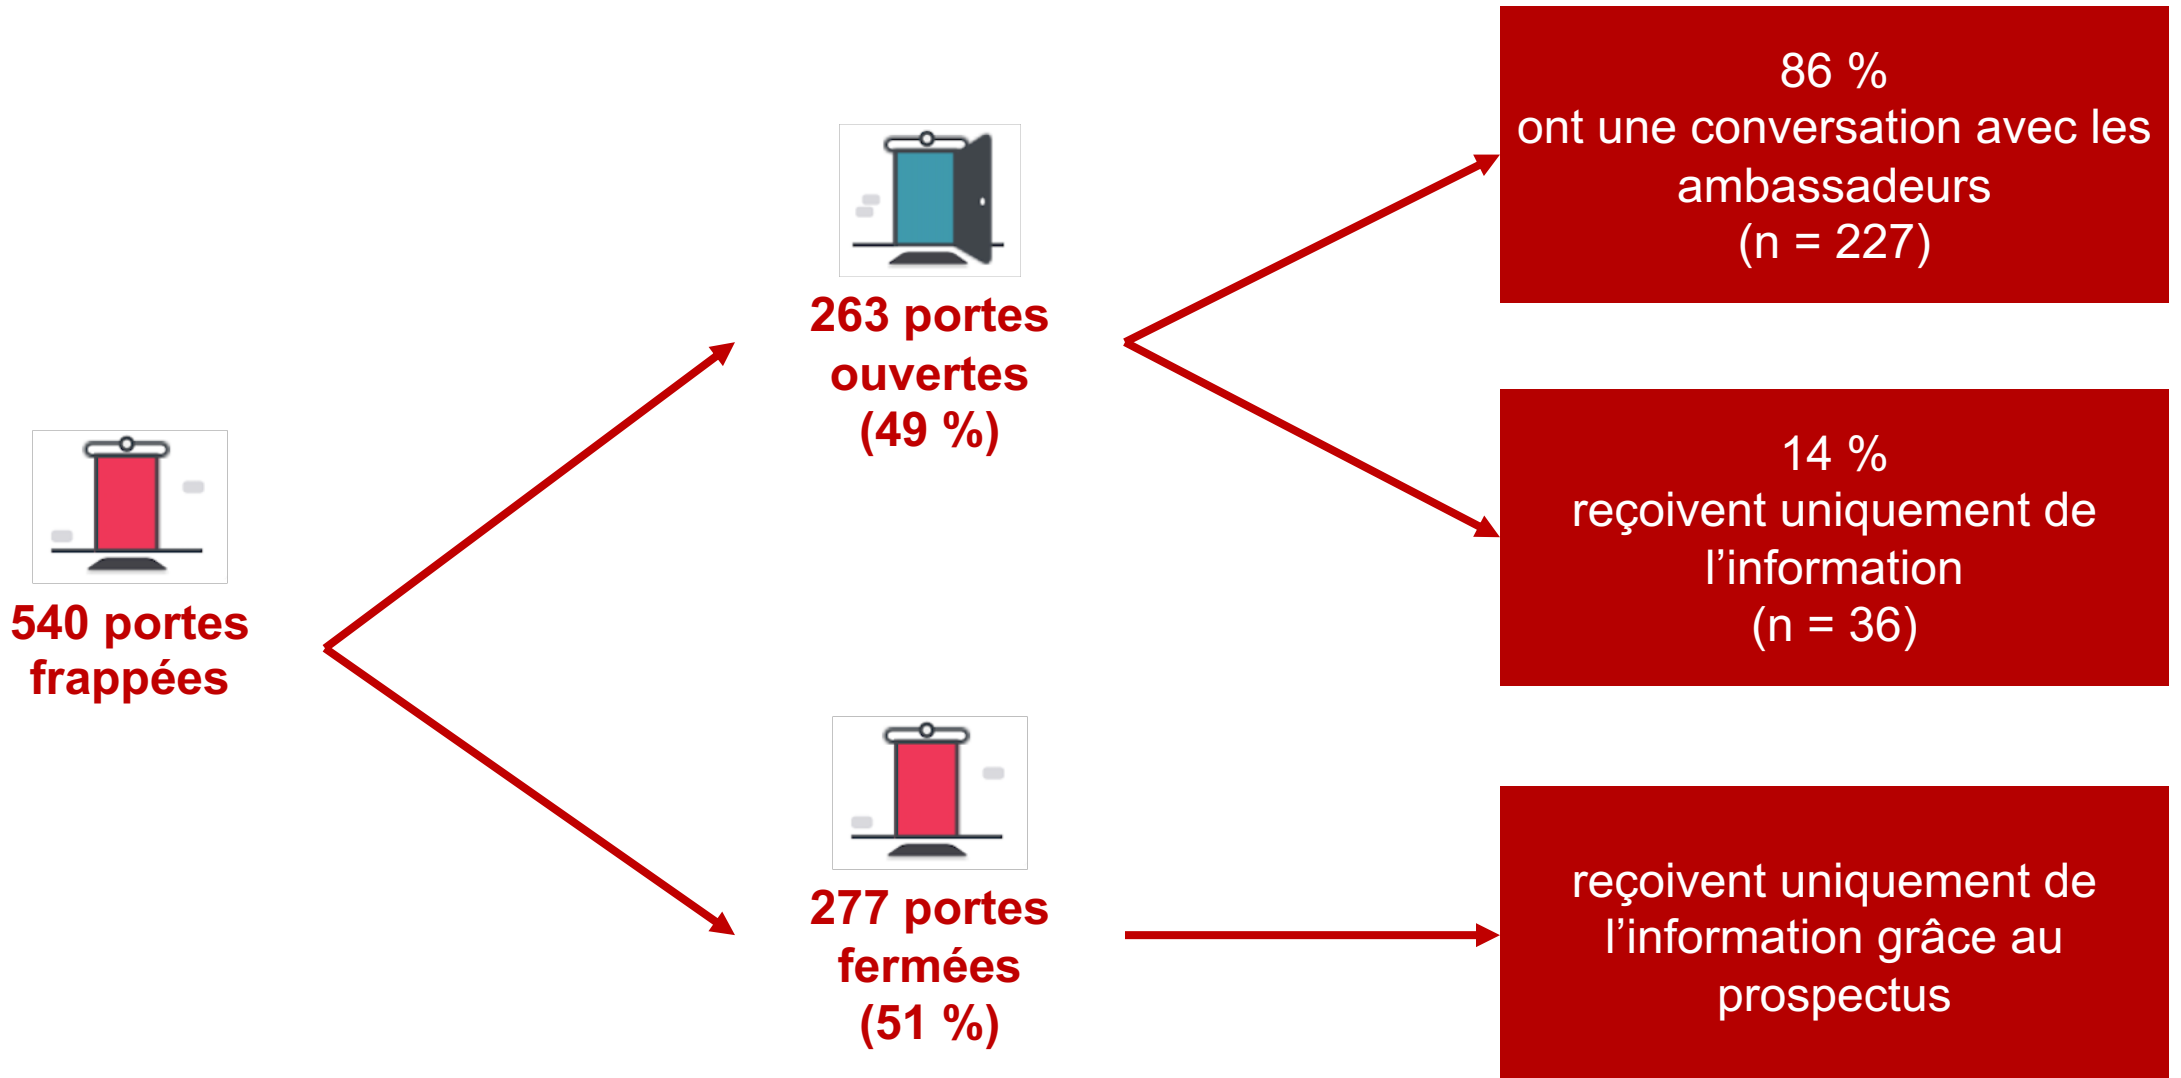 540 portes
frappées
263 portes
ouvertes
(49 %)
277 portes
fermées
(51 %)
86 %
ont une conversation avec les
ambassadeurs
(n = 227)
14 %
reçoivent uniquement de
l’information
(n = 36)
reçoivent uniquement de
l’information grâce au
prospectus